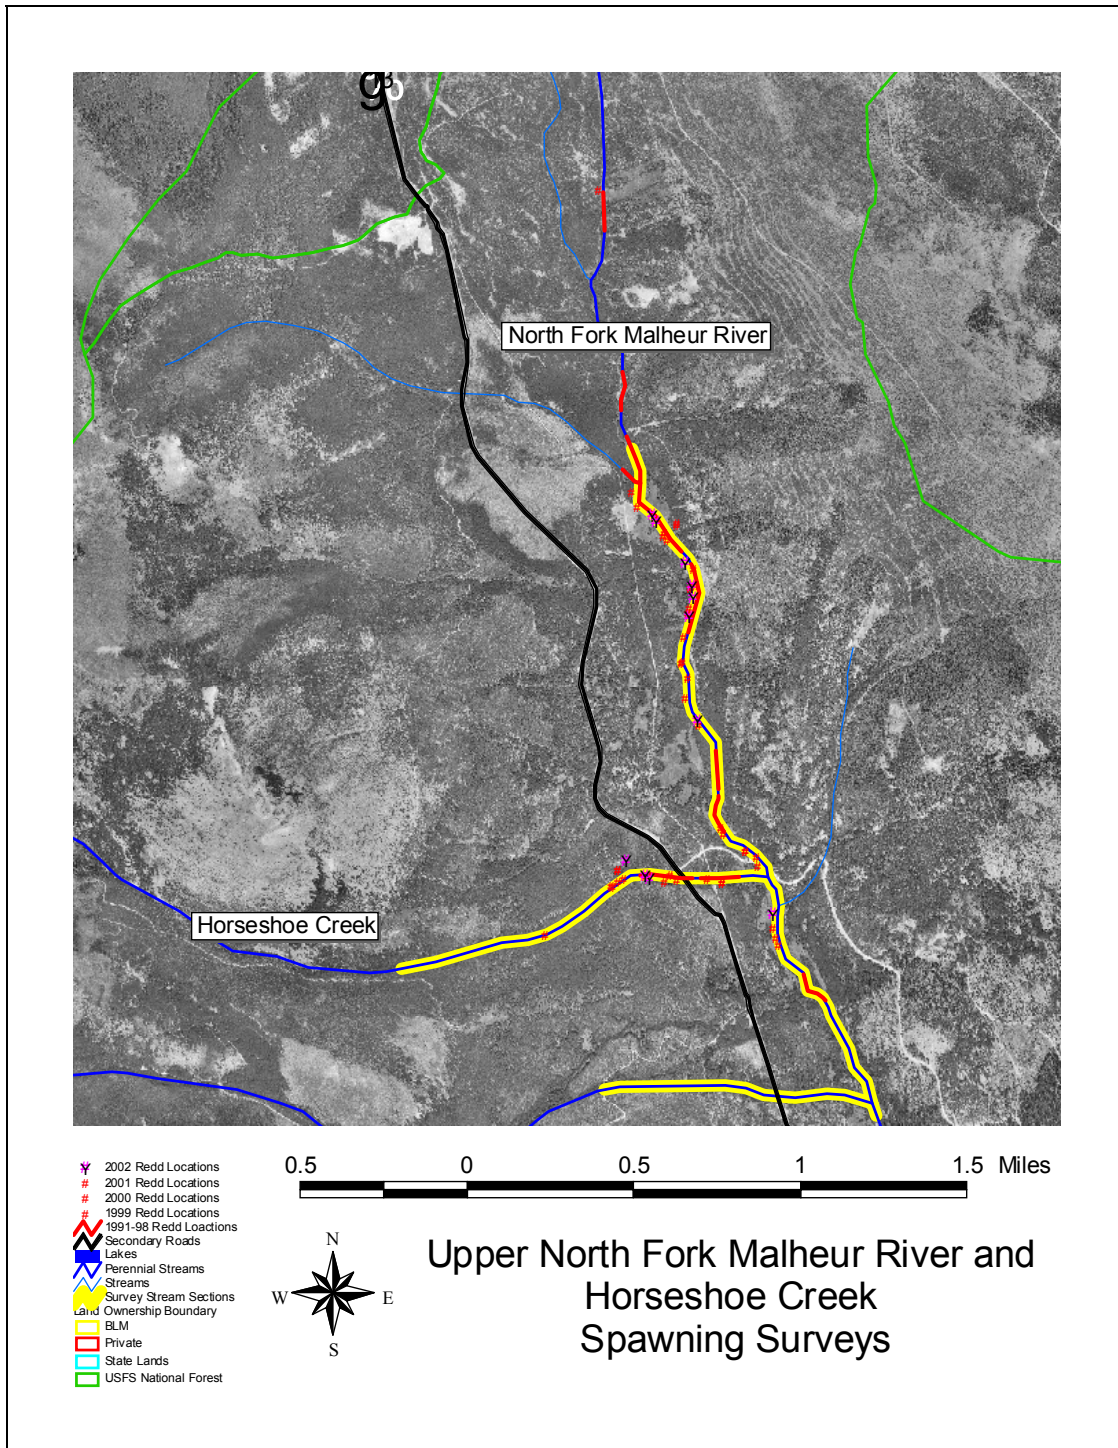 North Fork Malheur River
Horseshoe Creek
0.5 0 0.5 1 1.5 Miles
2002 Redd Locations
2001 Redd Locations
2000 Redd Locations
1999 Redd Locations
1991-98 Redd Loactions
Secondary Roads
Lakes
Perennial Streams
Streams
Survey Stream Sections
Land Ownership Boundary
BLM
Private
State Lands
USFS National Forest
N
W E
S
Upper North Fork Malheur River and
Horseshoe Creek
Spawning Surveys